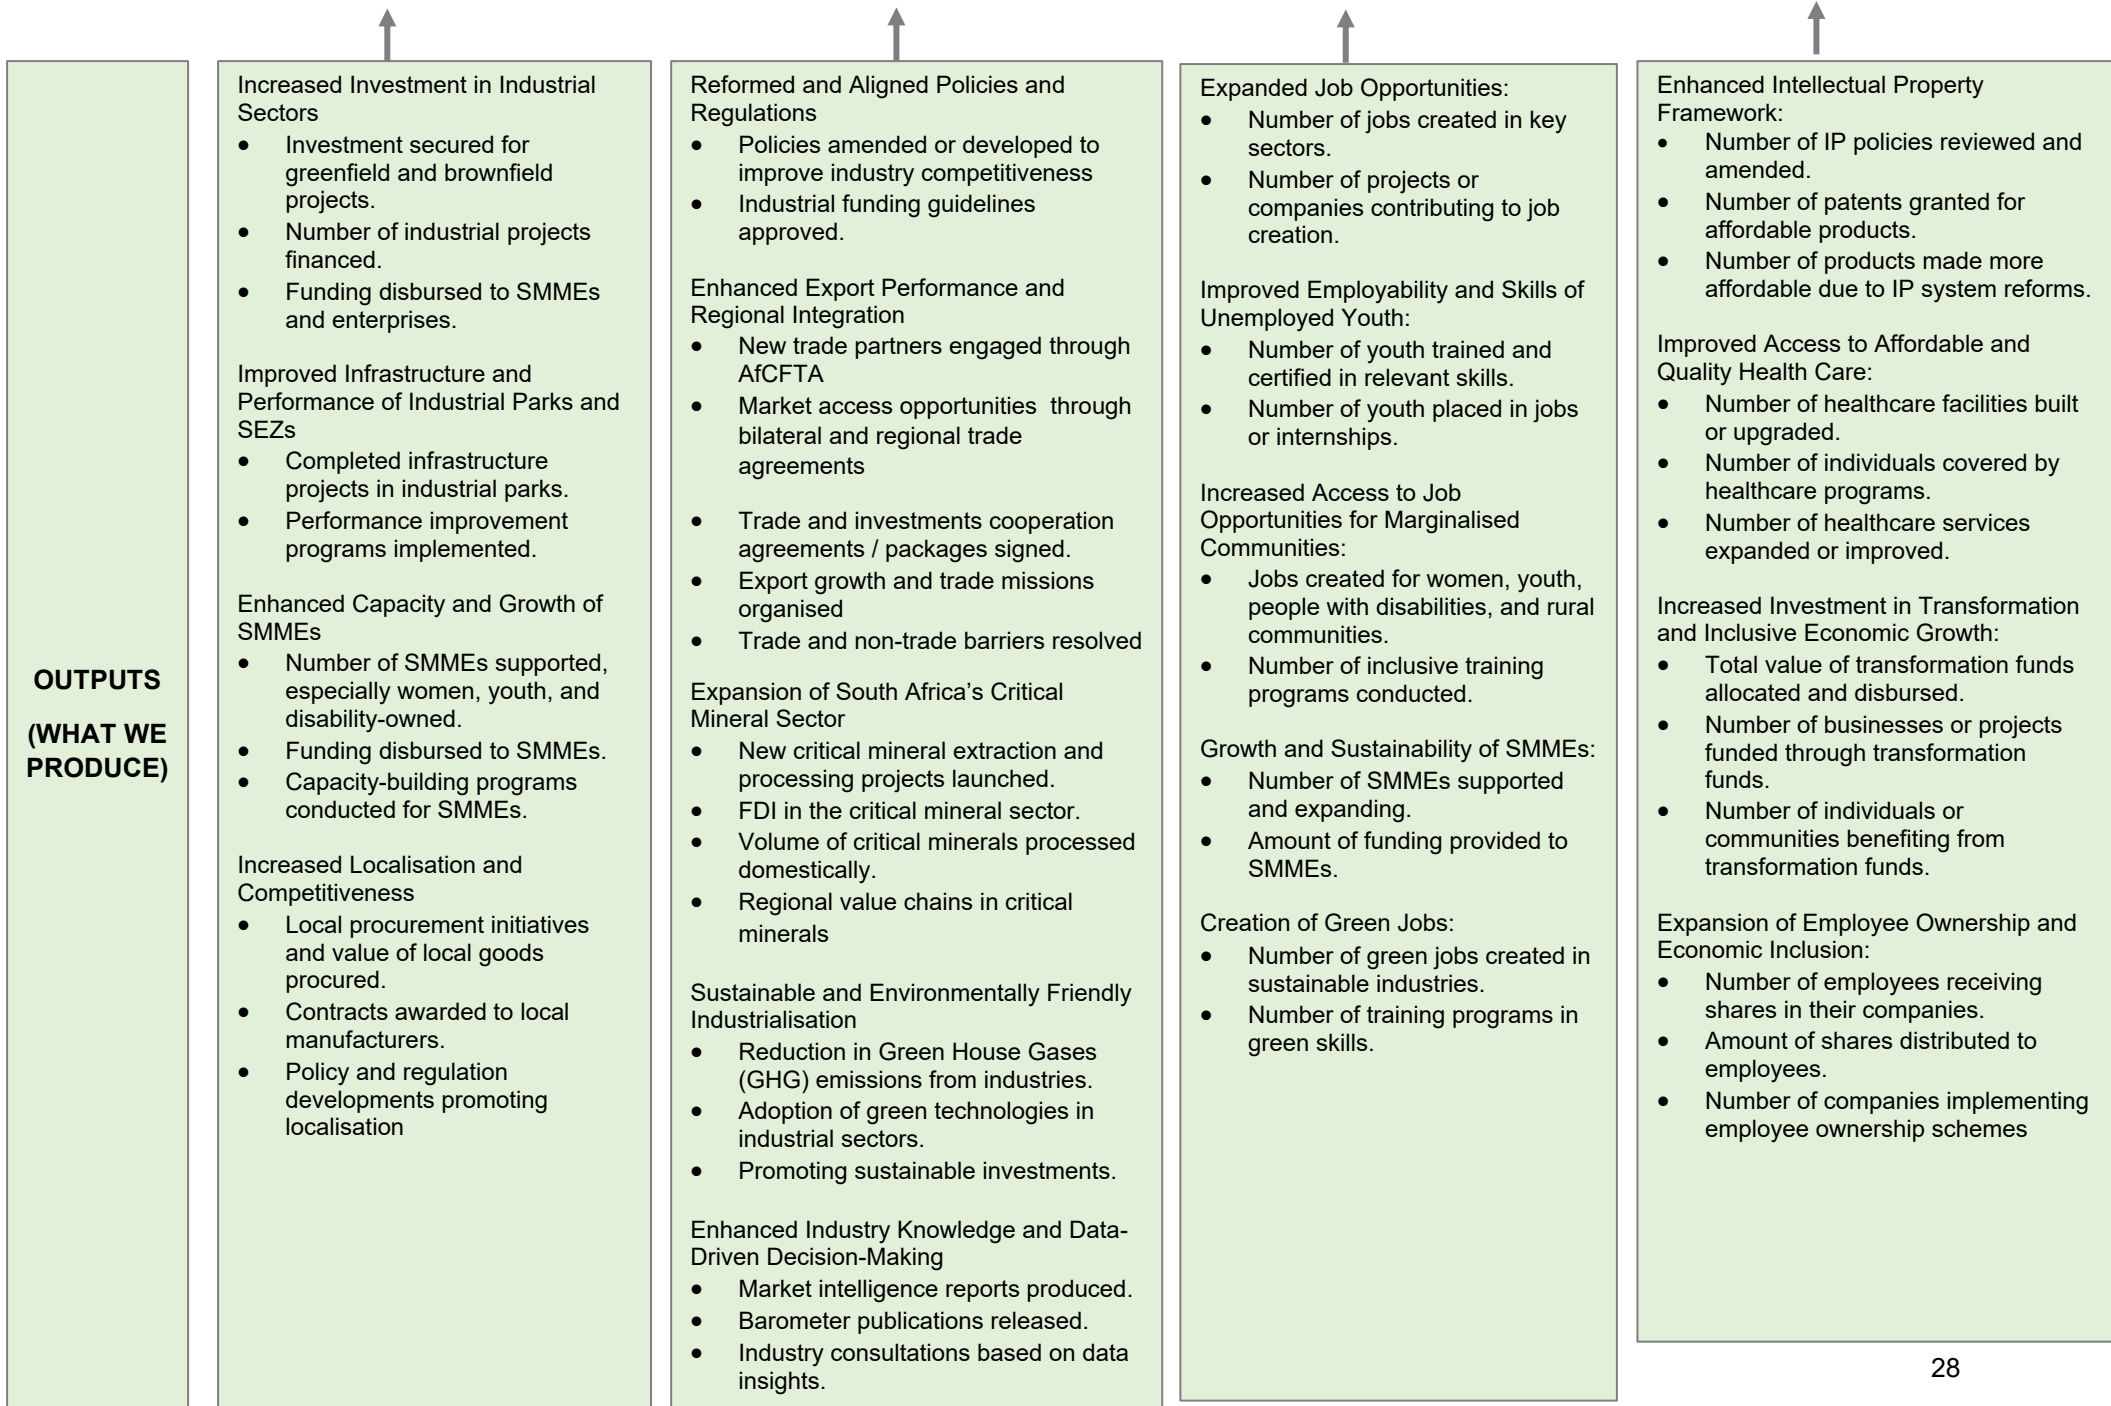 OUTPUTS
(WHAT WE
PRODUCE)
Increased Investment in Industrial
Sectors
• Investment secured for
greenfield and brownfield
projects.
• Number of industrial projects
financed.
• Funding disbursed to SMMEs
and enterprises.
Improved Infrastructure and
Performance of Industrial Parks and
SEZs
• Completed infrastructure
projects in industrial parks.
• Performance improvement
programs implemented.
Enhanced Capacity and Growth of
SMMEs
• Number of SMMEs supported,
especially women, youth, and
disability-owned.
• Funding disbursed to SMMEs.
• Capacity-building programs
conducted for SMMEs.
Increased Localisation and
Competitiveness
• Local procurement initiatives
and value of local goods
procured.
• Contracts awarded to local
manufacturers.
• Policy and regulation
developments promoting
localisation
Reformed and Aligned Policies and
Regulations
• Policies amended or developed to
improve industry competitiveness
• Industrial funding guidelines
approved.
Enhanced Export Performance and
Regional Integration
• New trade partners engaged through
AfCFTA
• Market access opportunities through
bilateral and regional trade
agreements
• Trade and investments cooperation
agreements / packages signed.
• Export growth and trade missions
organised
• Trade and non-trade barriers resolved
Expansion of South Africa’s Critical
Mineral Sector
• New critical mineral extraction and
processing projects launched.
• FDI in the critical mineral sector.
• Volume of critical minerals processed
domestically.
• Regional value chains in critical
minerals
Sustainable and Environmentally Friendly
Industrialisation
• Reduction in Green House Gases
(GHG) emissions from industries.
• Adoption of green technologies in
industrial sectors.
• Promoting sustainable investments.
Enhanced Industry Knowledge and Data-
Driven Decision-Making
• Market intelligence reports produced.
• Barometer publications released.
• Industry consultations based on data
insights.
Expanded Job Opportunities:
• Number of jobs created in key
sectors.
• Number of projects or
companies contributing to job
creation.
Improved Employability and Skills of
Unemployed Youth:
• Number of youth trained and
certified in relevant skills.
• Number of youth placed in jobs
or internships.
Increased Access to Job
Opportunities for Marginalised
Communities:
• Jobs created for women, youth,
people with disabilities, and rural
communities.
• Number of inclusive training
programs conducted.
Growth and Sustainability of SMMEs:
• Number of SMMEs supported
and expanding.
• Amount of funding provided to
SMMEs.
Creation of Green Jobs:
• Number of green jobs created in
sustainable industries.
• Number of training programs in
green skills.
Enhanced Intellectual Property
Framework:
• Number of IP policies reviewed and
amended.
• Number of patents granted for
affordable products.
• Number of products made more
affordable due to IP system reforms.
Improved Access to Affordable and
Quality Health Care:
• Number of healthcare facilities built
or upgraded.
• Number of individuals covered by
healthcare programs.
• Number of healthcare services
expanded or improved.
Increased Investment in Transformation
and Inclusive Economic Growth:
• Total value of transformation funds
allocated and disbursed.
• Number of businesses or projects
funded through transformation
funds.
• Number of individuals or
communities benefiting from
transformation funds.
Expansion of Employee Ownership and
Economic Inclusion:
• Number of employees receiving
shares in their companies.
• Amount of shares distributed to
employees.
• Number of companies implementing
employee ownership schemes
28